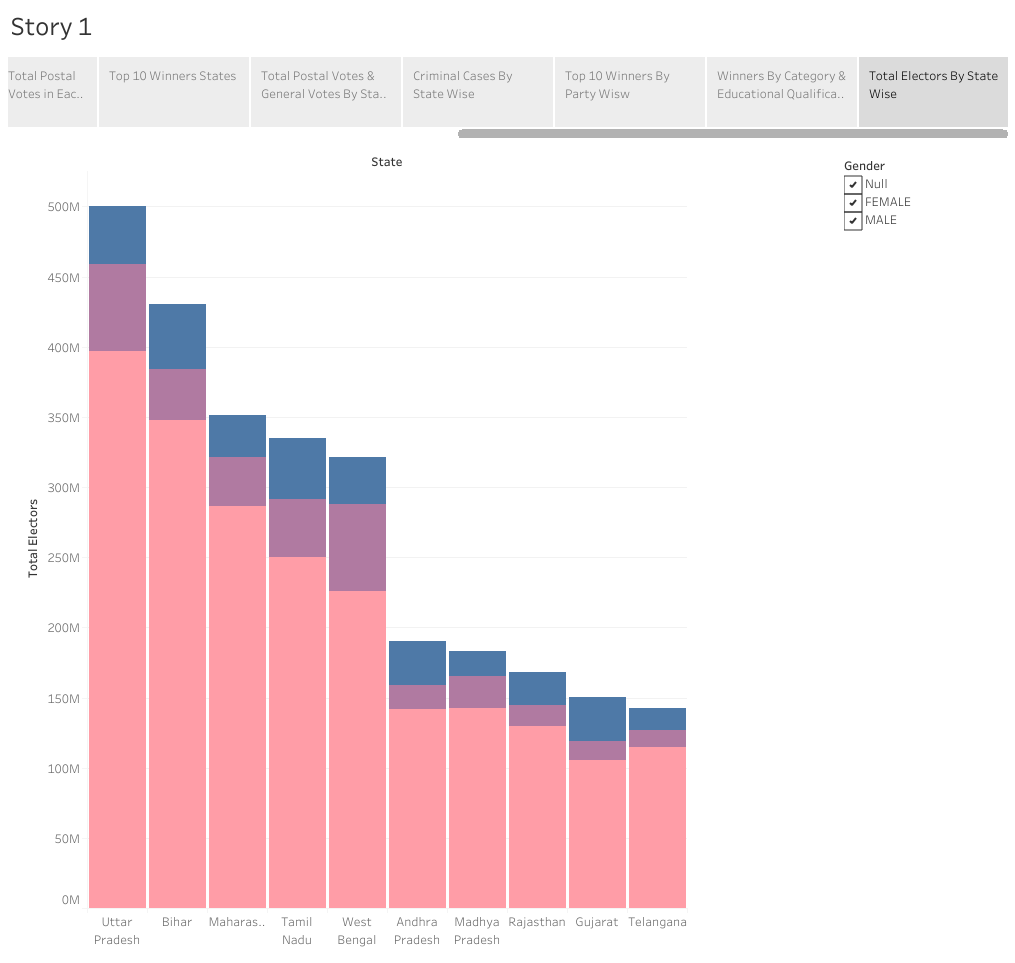 Story 1
Total Postal
Votes in Eac..
Top 10 Winners States
Total Postal Votes &
General Votes By Sta..
Criminal Cases By
State Wise
Top 10 Winners By
Party Wisw
Winners By Category &
Educational Qualifica..
Total Electors By State
Wise
State
Gender
Null
FEMALE
MALE
Total Electors
500M
450M
400M
350M
300M
250M
200M
150M
100M
50M
0M
Uttar
Pradesh
Bihar
Maharas..
Tamil
Nadu
West
Bengal
Andhra
Pradesh
Madhya
Pradesh
Rajasthan
Gujarat
Telangana